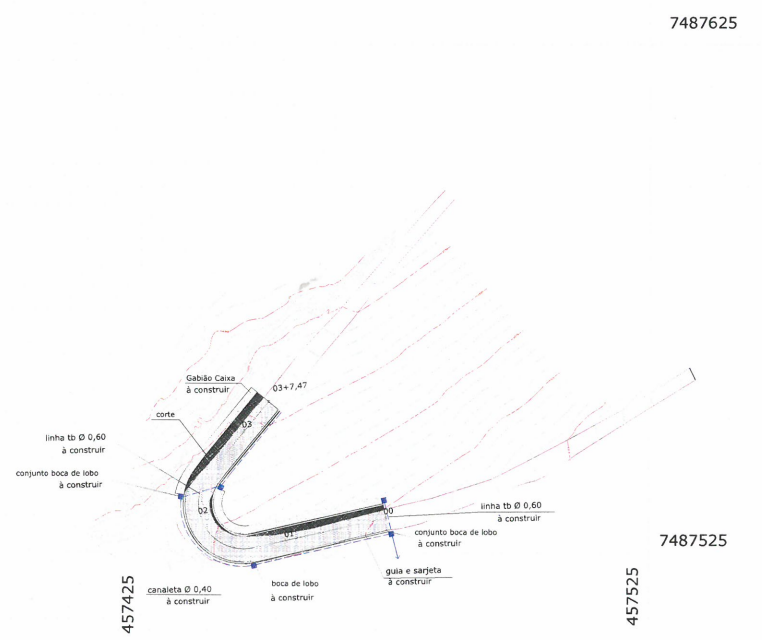 7487625
Gabião Caixa
à construir
03+7,47
corte
03
linha tb Ø 0,60
à construir
conjunto boca de lobo
à construir
02
00
linha tb Ø 0,60
à construir
01
conjunto boca de lobo
à construir
7487525
guia e sarjeta
à construir
boca de lobo
à construir
canaleta Ø 0,40
à construir
457425
457525